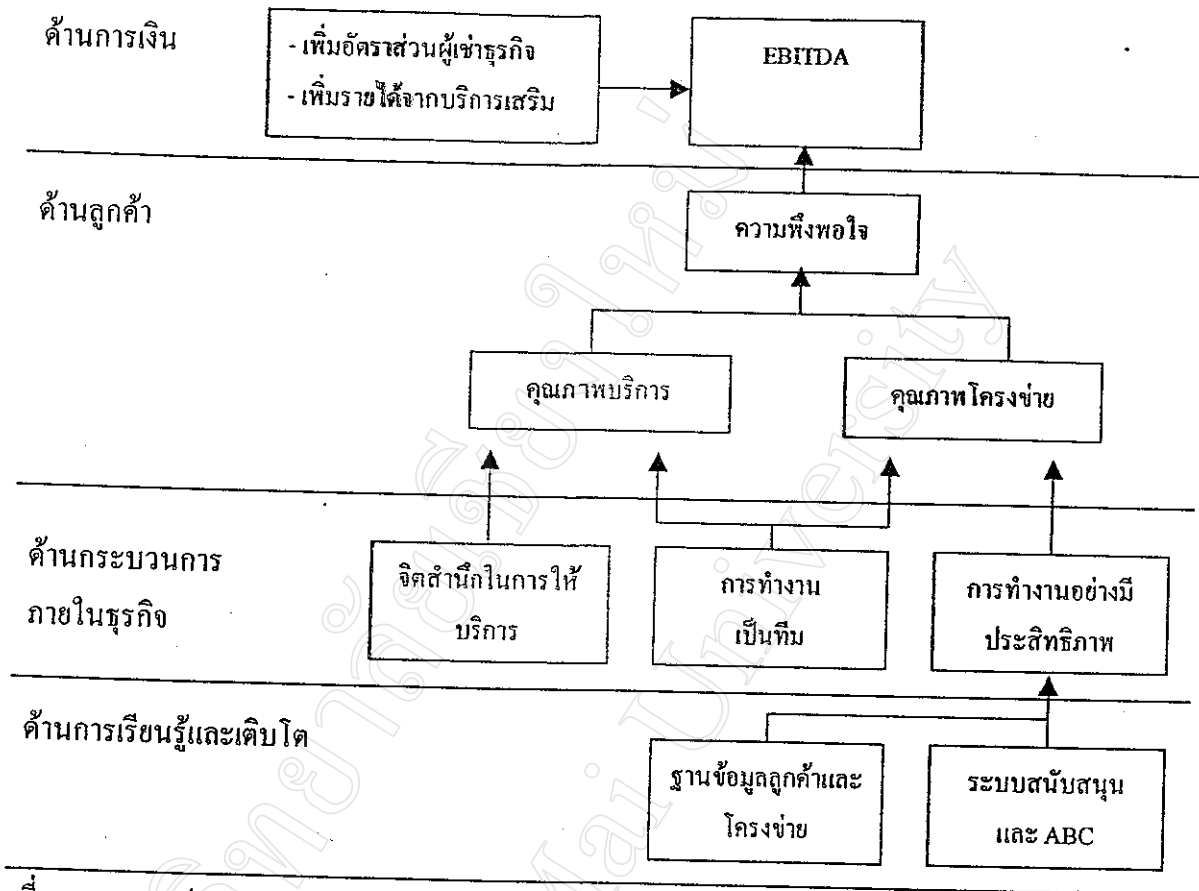 ด้านการเงิน
- เพิ่มอัตราส่วนผู้เช่าธุรกิจ
- เพิ่มรายได้จากบริการเสริม
EBITDA
ด้านลูกค้า
ความพึงพอใจ
คุณภาพบริการ
คุณภาพโครงข่าย
ด้านกระบวนการ
ภายในธุรกิจ
จิตสำนึกในการให้
บริการ
การทำงาน
เป็นทีม
การทำงานอย่างมี
ประสิทธิภาพ
ด้านการเรียนรู้และเติบโต
ฐานข้อมูลลูกค้าและ
โครงข่าย
ระบบสนับสนุน
และ ABC
Mai University